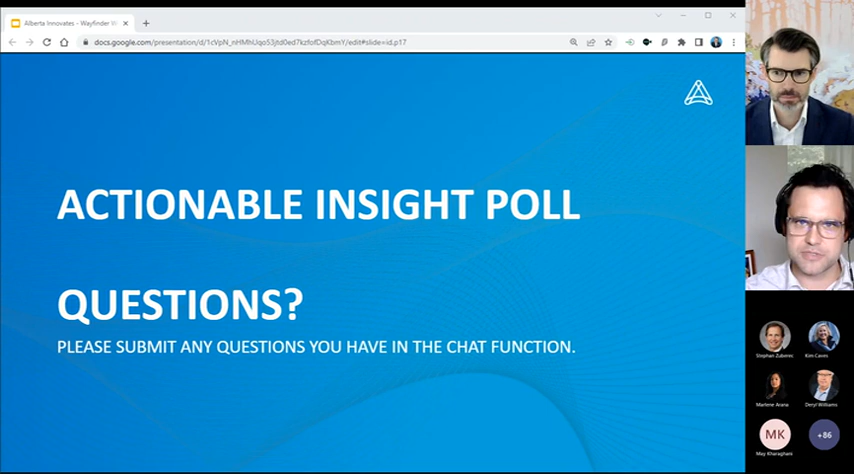 Alberta Innovates - Wayfinder W
docs.google.com/presentation/d/1cVpN_nHMhUqo53jtd0ed7kzfofDqKbmY/edit#slide=id.p17
ACTIONABLE INSIGHT POLL
QUESTIONS?
PLEASE SUBMIT ANY QUESTIONS YOU HAVE IN THE CHAT FUNCTION.
Stephan Zuberec
Kim Caves
Marlene Arana
Deryl Williams
MK
+86
May Kharaghani